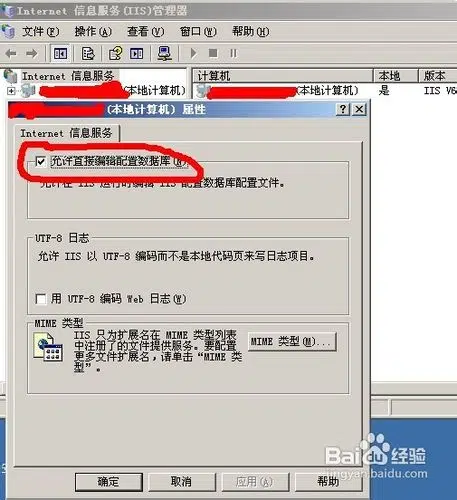 Internet 信息服务(IIS)管理器
文件(F) 操作(A) 查看(V) 窗口(W) 帮助(H)
Internet 信息服务
(本地计算机)
计算机 本地 版本
(本地计算机) 是 IIS V6
(本地计算机) 属性
Internet 信息服务
允许直接编辑配置数据库(N)
允许在 IIS 运行时编辑 IIS 配置数据库配置文件。
UTF-8 日志
允许 IIS 以 UTF-8 编码而不是本地代码页来写日志项目。
用 UTF-8 编码 Web 日志(W)
MIME 类型
IIS 只为扩展名在 MIME 类型列表
中注册了的文件提供服务。要配置
更多文件扩展名，请单击“MIME 类
型”。
MIME 类型(M)...
确定 取消 应用(A) 帮助
Baidu 经验
jingyan.baidu.com